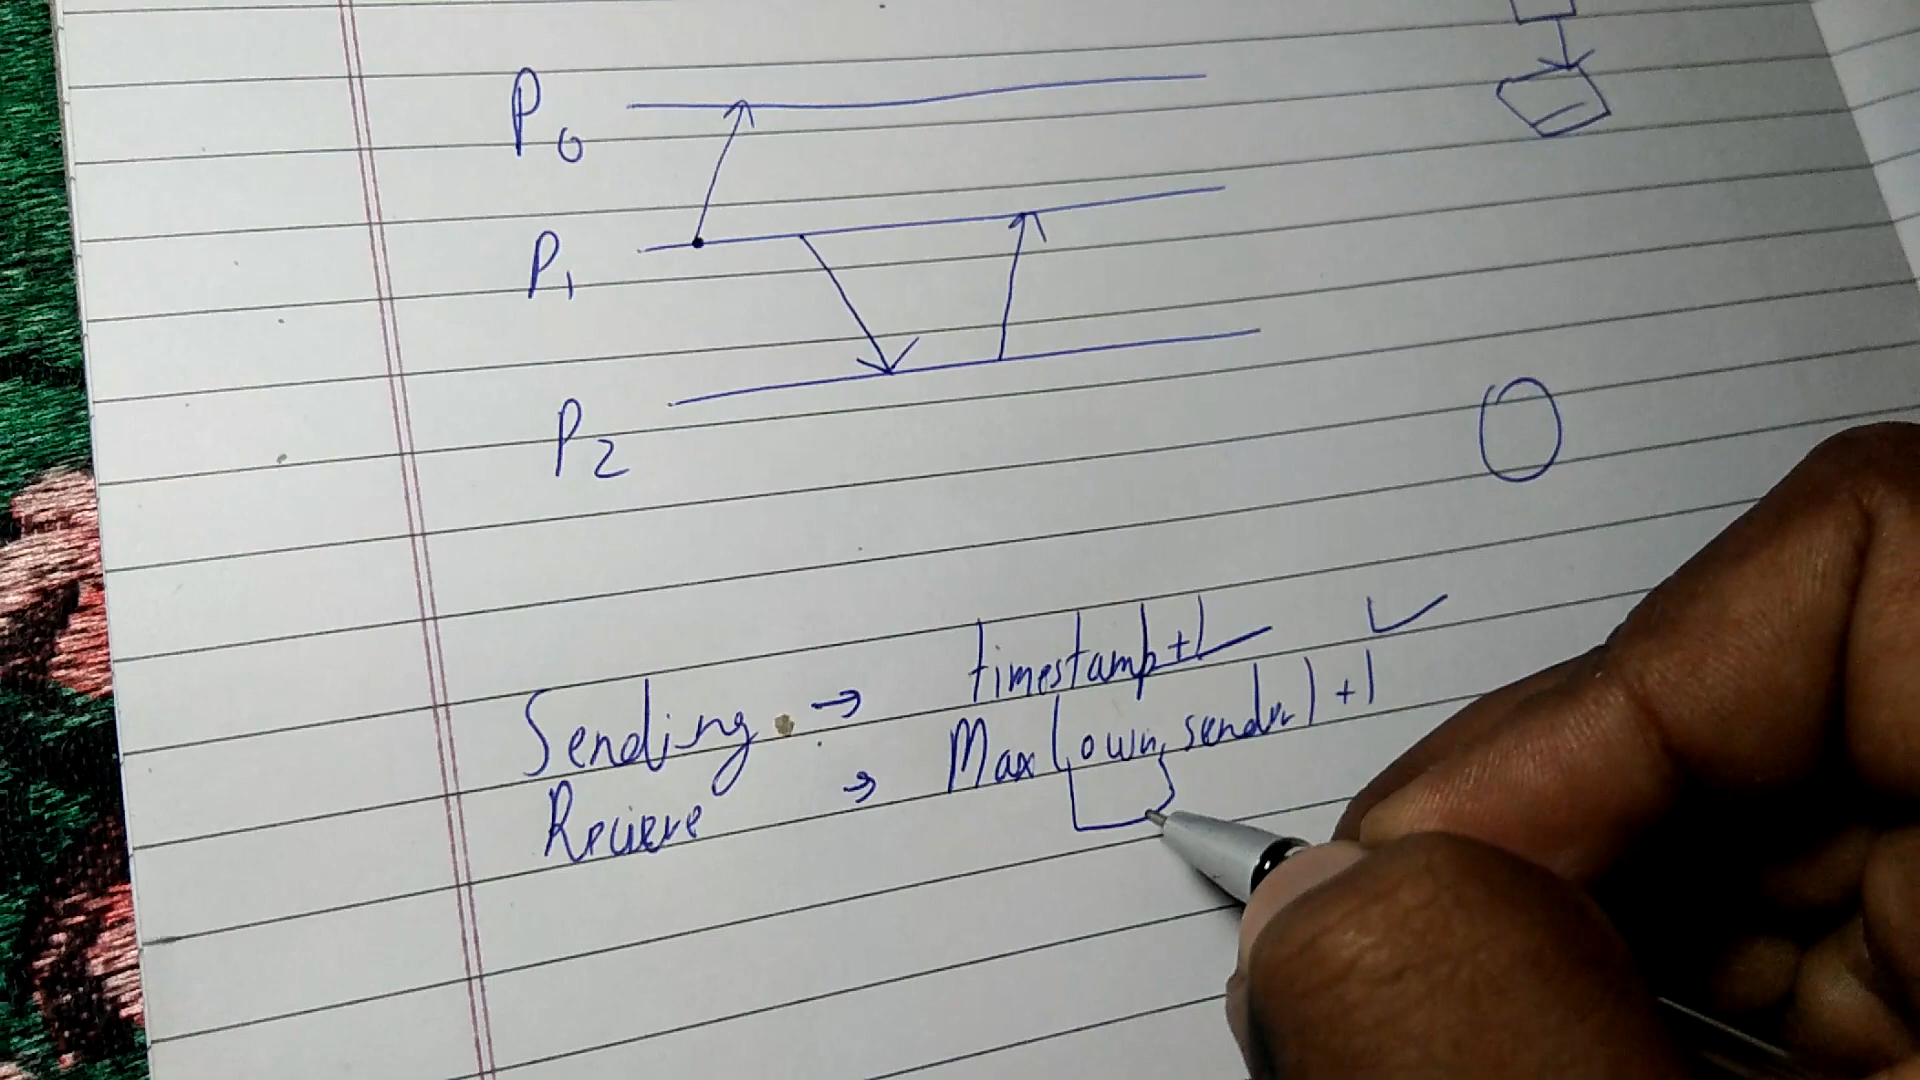 P0
P1
P2
Sending → timestamp+1
Recieve → Max(own, sender)+1